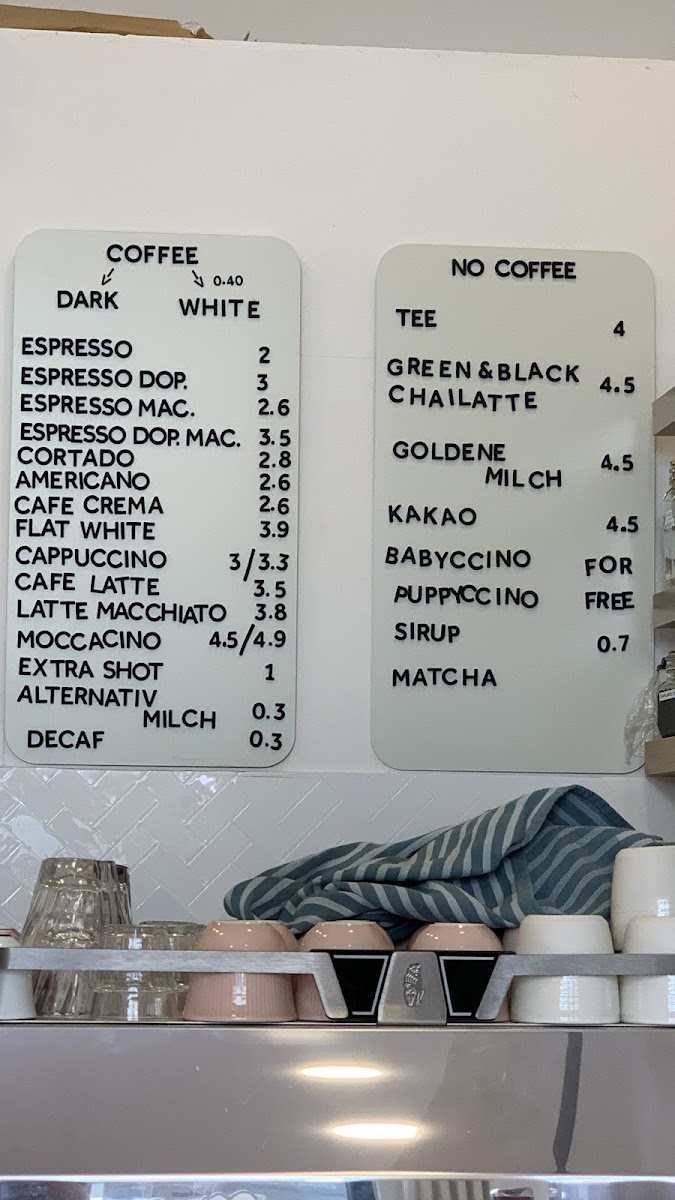 COFFEE
0.40
DARK WHITE
ESPRESSO 2
ESPRESSO DOP. 3
ESPRESSO MAC. 2.6
ESPRESSO DOP. MAC. 3.5
CORTADO 2.8
AMERICANO 2.6
CAFE CREMA 2.6
FLAT WHITE 3.9
CAPPUCCINO 3/3.3
CAFE LATTE 3.5
LATTE MACCHIATO 3.8
MOCCACINO 4.5/4.9
EXTRA SHOT 1
ALTERNATIV
MILCH 0.3
DECAF 0.3
NO COFFEE
TEE 4
GREEN & BLACK
CHAILATTE 4.5
GOLDENE
MILCH 4.5
KAKAO 4.5
BABYCCINO FOR
PUPPYCCINO FREE
SIRUP 0.7
MATCHA